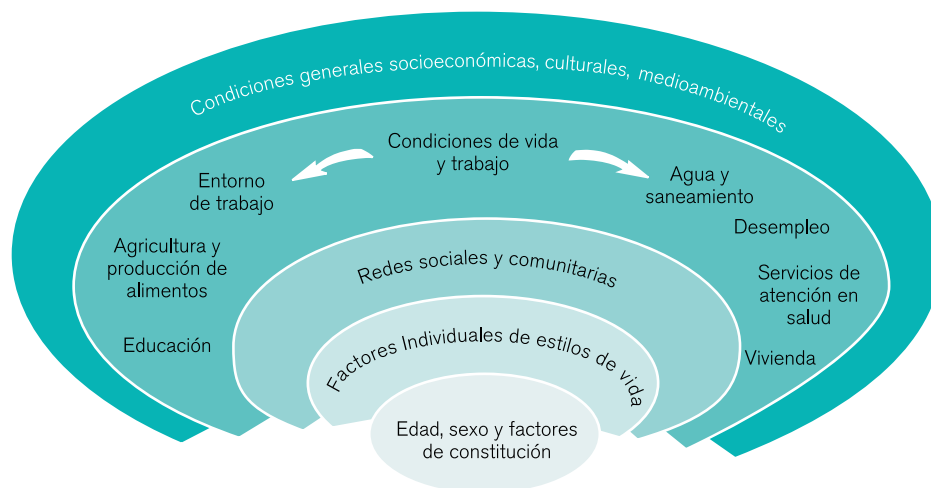 Condiciones generales socioeconómicas, culturales, medioambientales
Condiciones de vida
y trabajo
Entorno
de trabajo
Agua y
saneamiento
Agricultura y
producción de
alimentos
Desempleo
Educación
Servicios de
atención en
salud
Vivienda
Redes sociales y comunitarias
Factores Individuales de estilos de vida
Edad, sexo y factores
de constitución